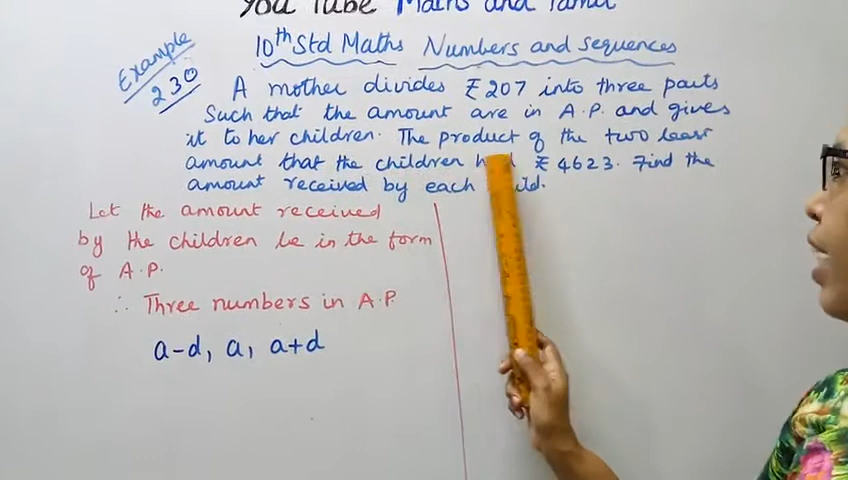 You Tube Maths and Tamil
10th Std Maths Numbers and Sequences
Example
230
A mother divides ₹207 into three parts
Such that the amount are in A.P. and gives
it to her children. The product of the two least
amount that the children ₹4623. Find the
amount received by each
Let the amount received
by the children be in the form
of A.P.
∴ Three numbers in A.P
a-d, a, a+d